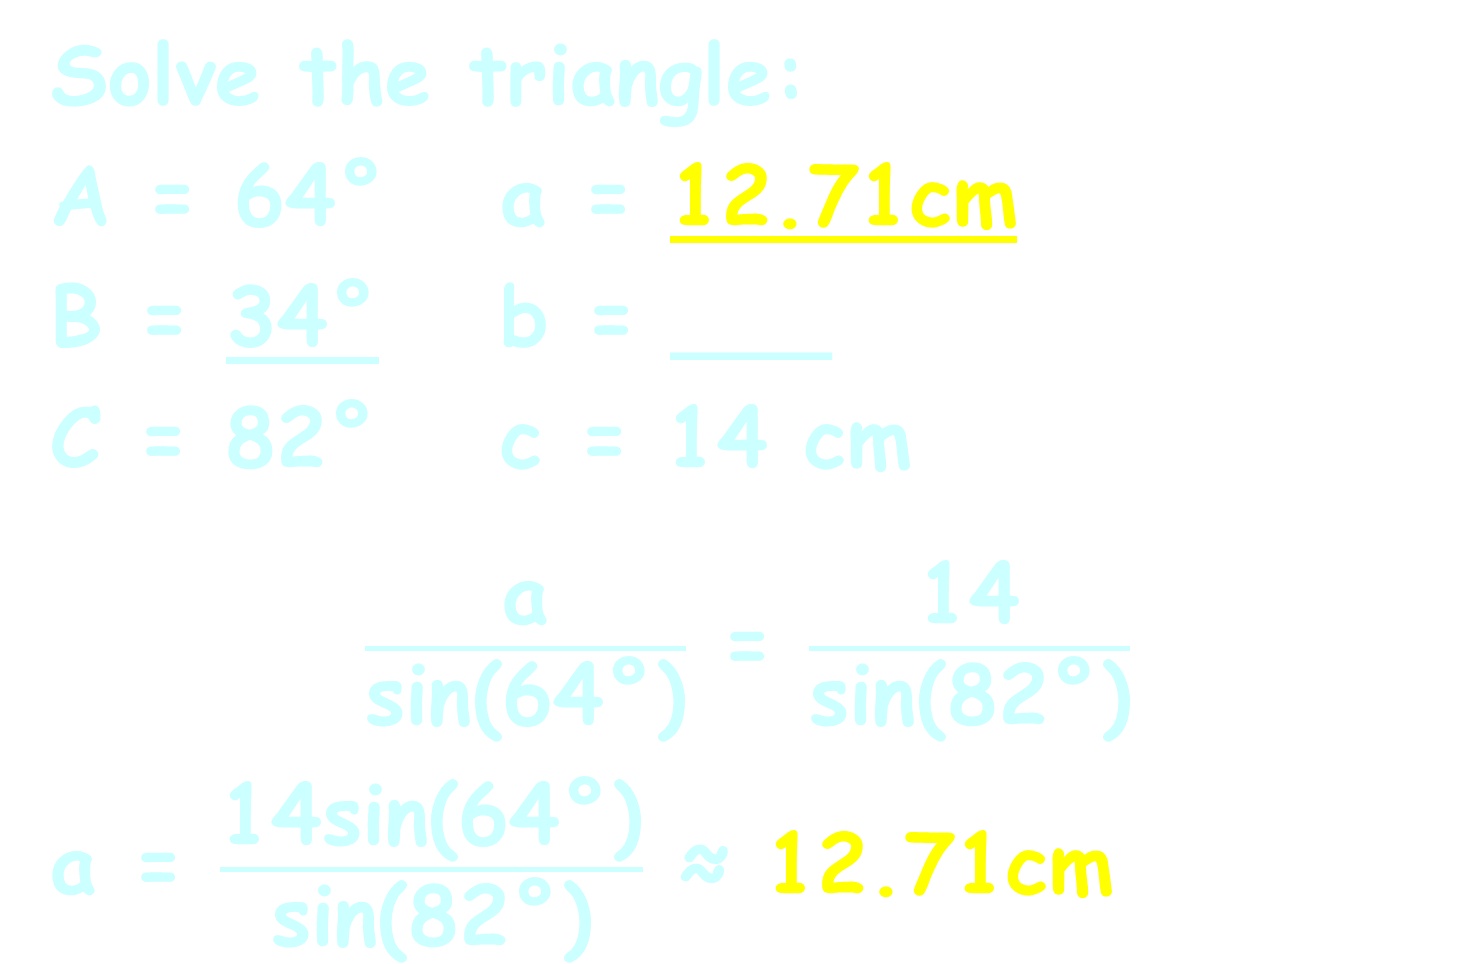 Solve the triangle:
A = 64° a = 12.71cm
B = 34° b = ____
C = 82° c = 14 cm
a / sin(64°) = 14 / sin(82°)
a = 14sin(64°) / sin(82°) ≈ 12.71cm